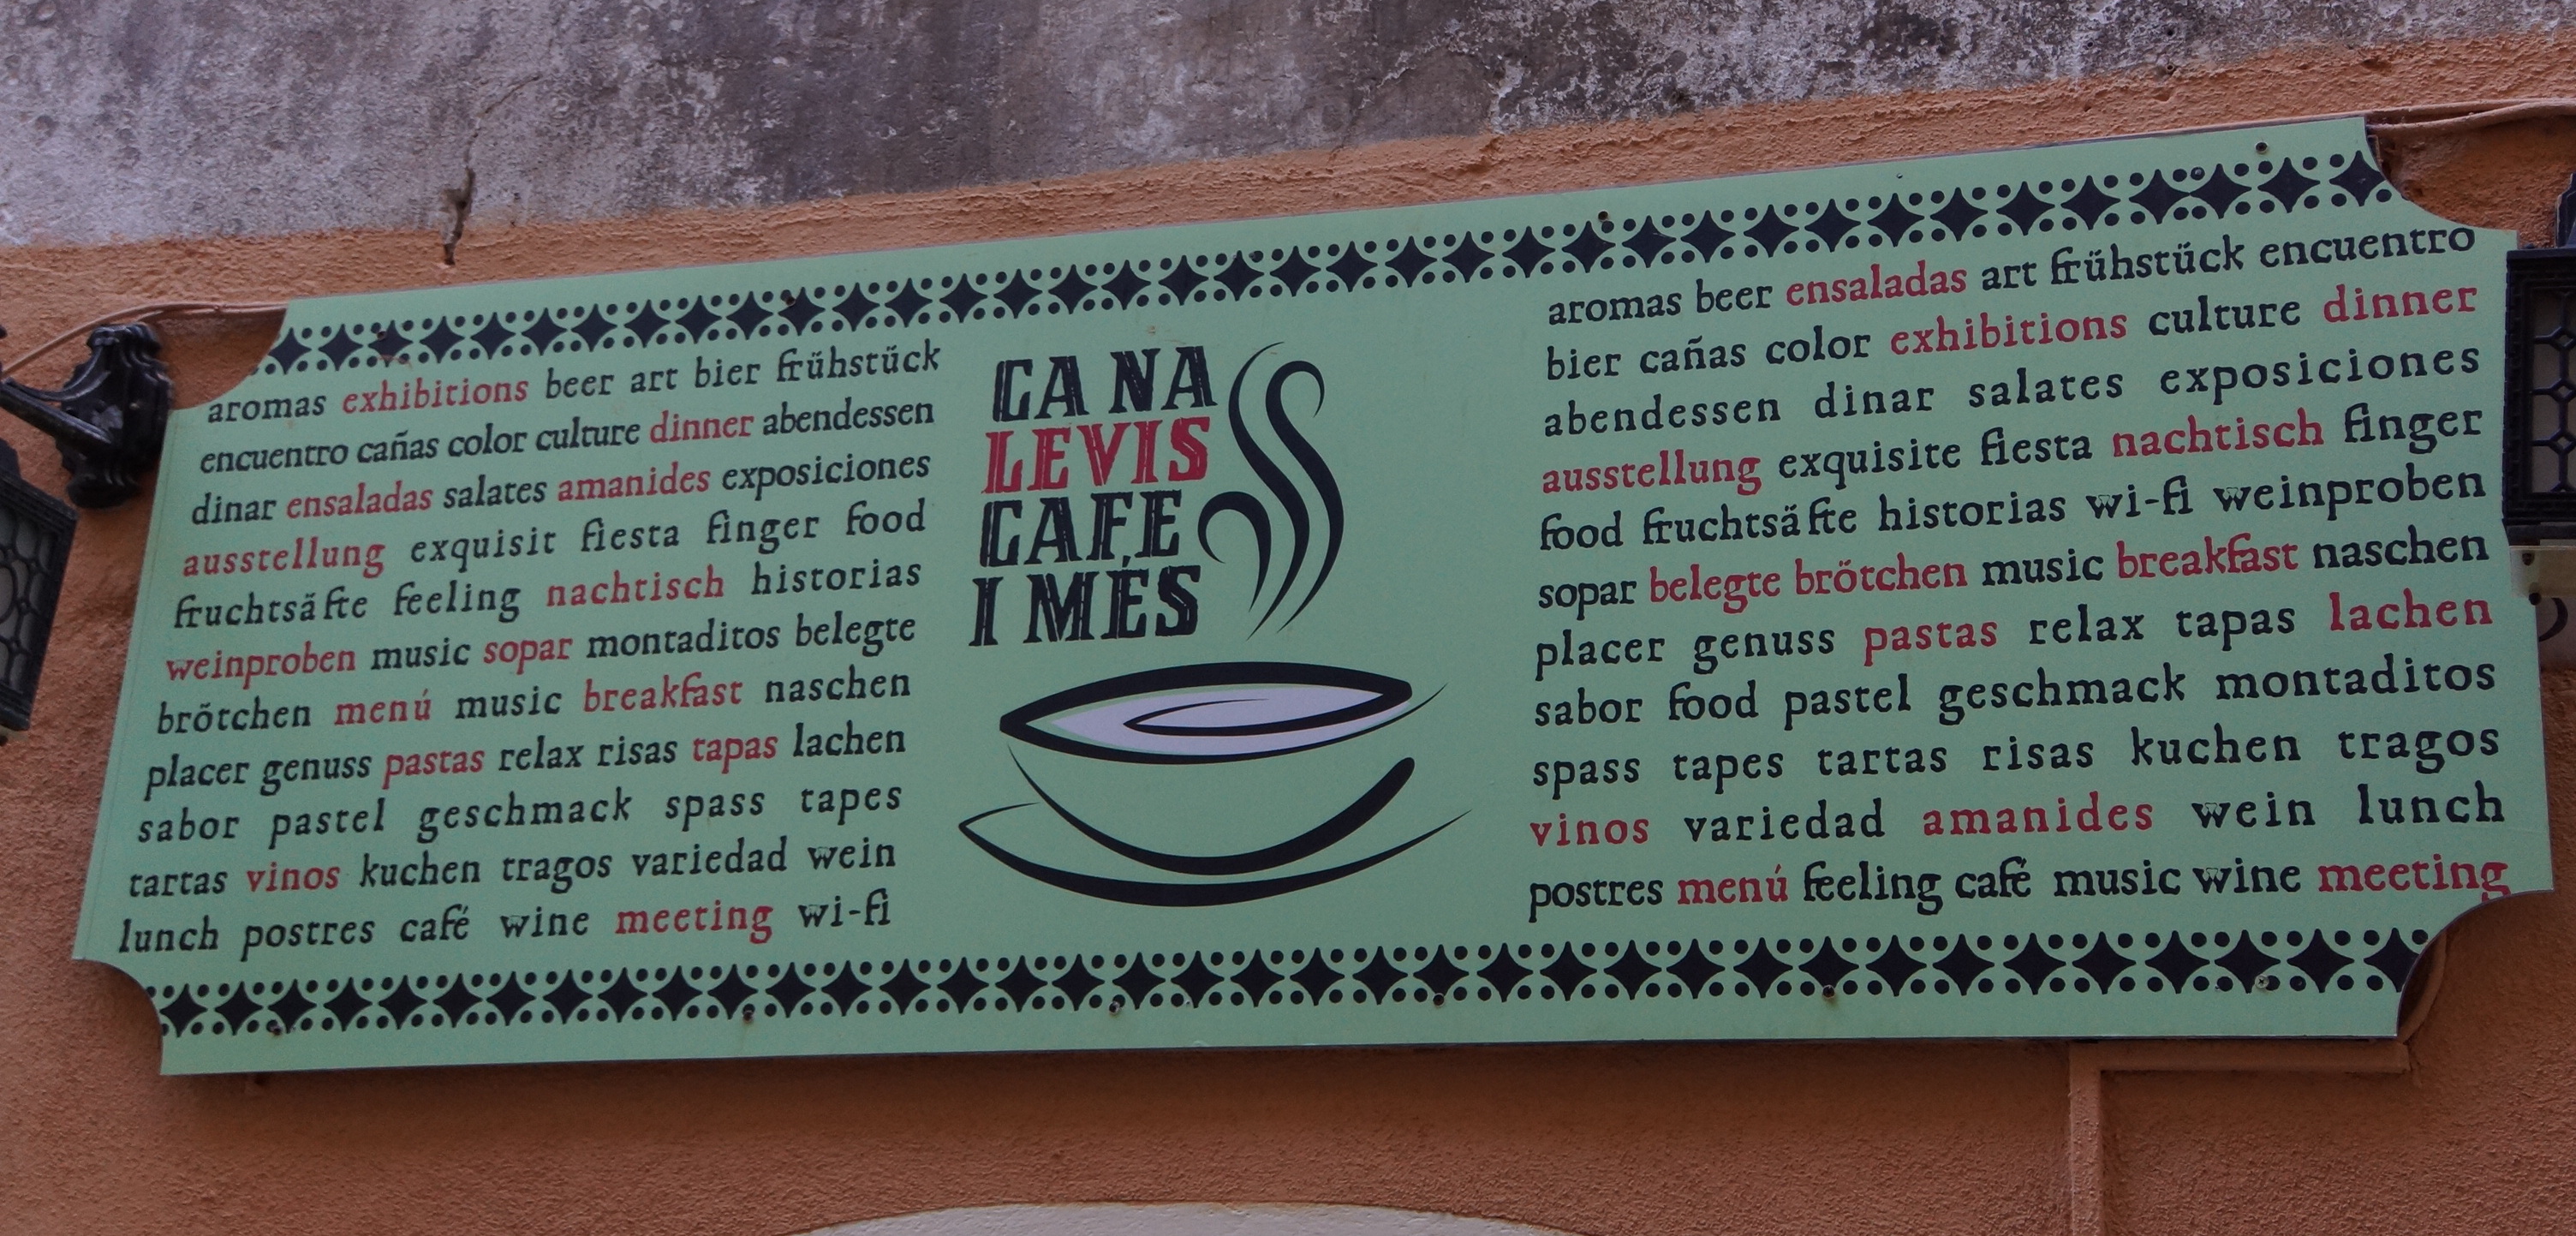 aromas exhibitions beer art bier frühstück
encuentro cañas color culture dinner abendessen
dinar ensaladas salates amanides exposiciones
ausstellung exquisit fiesta finger food
fruchtsäfte feeling nachtisch historias
weinproben music sopar montaditos belegte
brötchen menú music breakfast naschen
placer genuss pastas relax risas tapas lachen
sabor pastel geschmack spass tapes
tartas vinos kuchen tragos variedad wein
lunch postres café wine meeting wi-fi
CA NA
LEVIS
CAFE
I MÉS
aromas beer ensaladas art frühstück encuentro
bier cañas color exhibitions culture dinner
abendessen dinar salates exposiciones
ausstellung exquisite fiesta nachtisch finger
food fruchtsäfte historias wi-fi weinproben
sopar belegte brötchen music breakfast naschen
placer genuss pastas relax tapas lachen
sabor food pastel geschmack montaditos
spass tapes tartas risas kuchen tragos
vinos variedad amanides wein lunch
postres menú feeling café music wine meeting